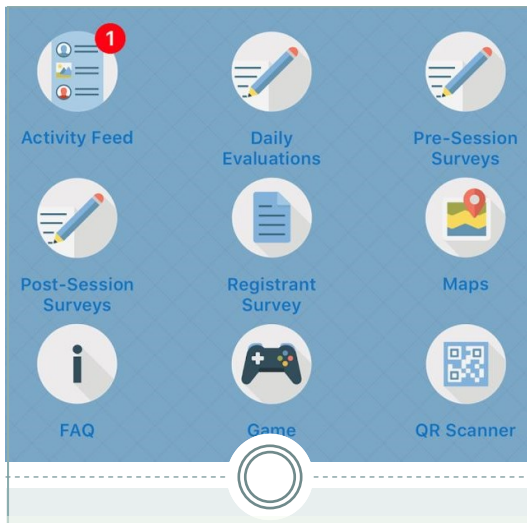 1
Activity Feed
Daily
Evaluations
Pre-Session
Surveys
Post-Session
Surveys
Registrant
Survey
Maps
FAQ
Game
QR Scanner